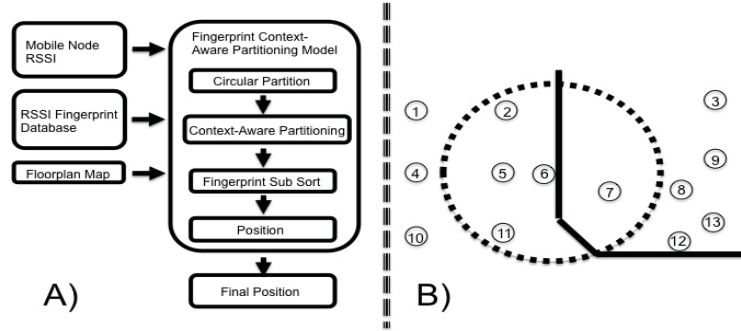 Mobile Node
RSSI
RSSI Fingerprint
Database
Floorplan Map
Fingerprint Context-
Aware Partitioning Model
Circular Partition
Context-Aware Partitioning
Fingerprint Sub Sort
Position
Final Position
A)
1
2
3
4
5
6
7
8
9
10
11
12
13
B)